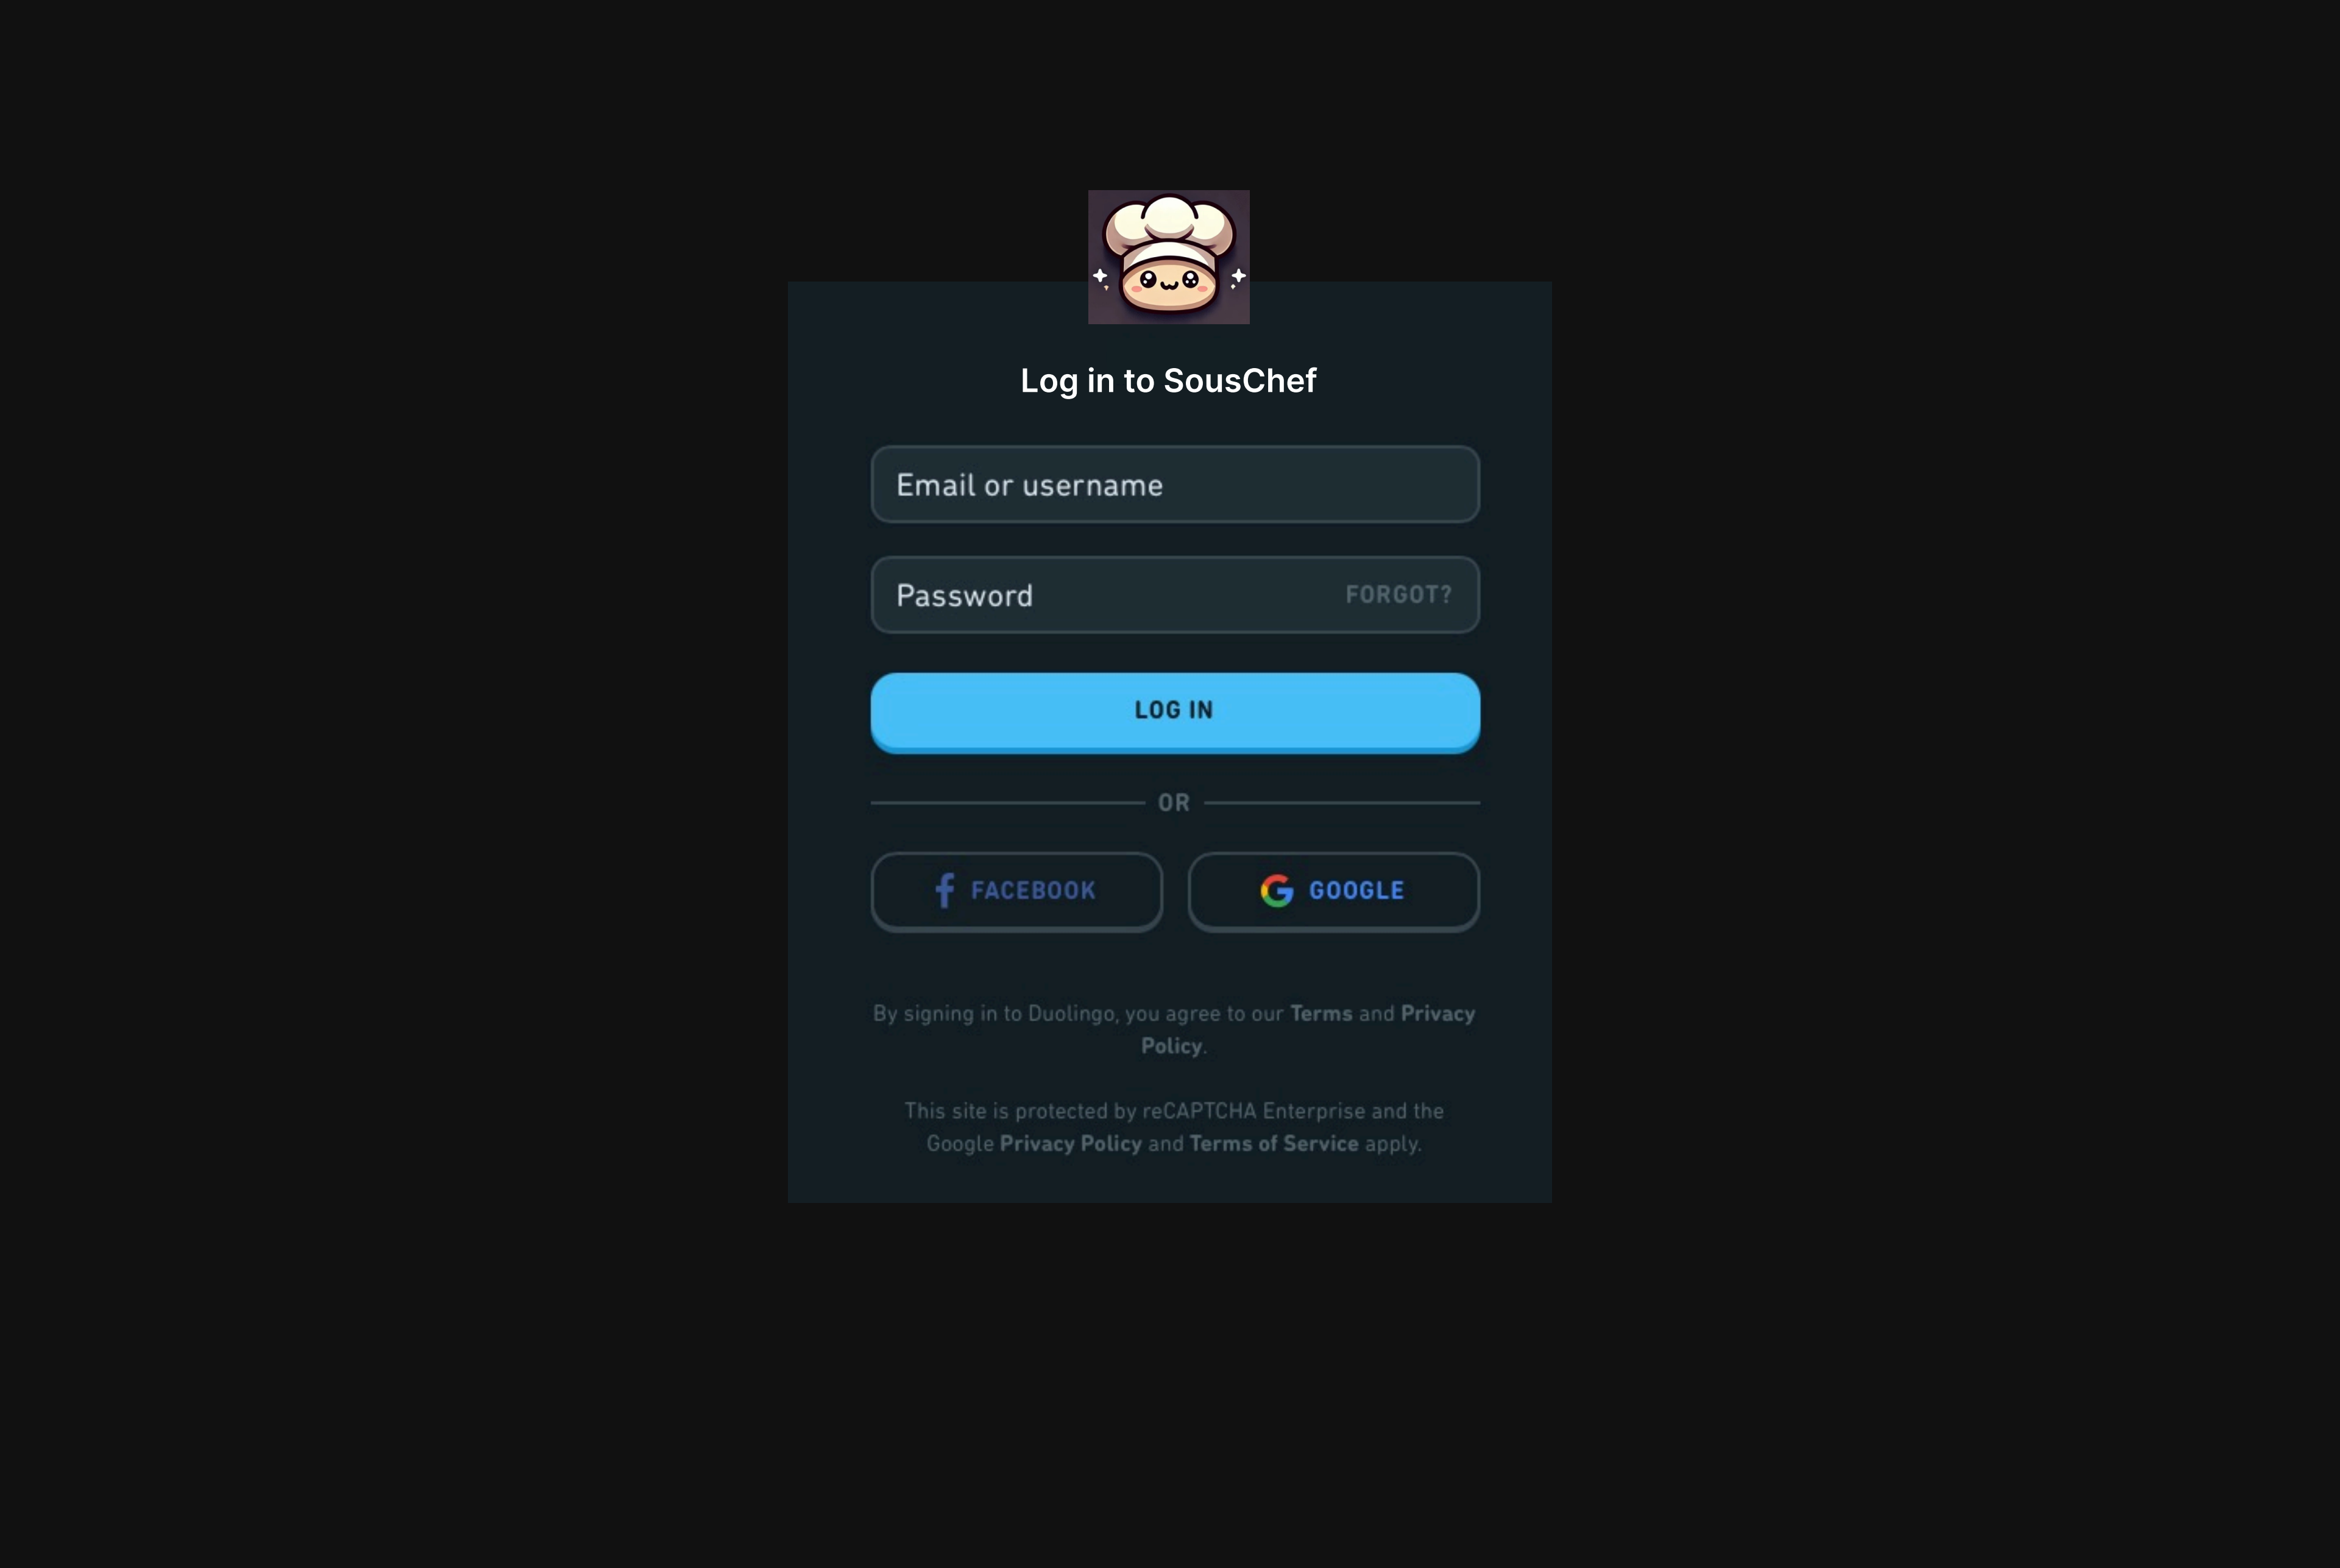 Log in to SousChef
Email or username
Password FORGOT?
LOG IN
OR
f FACEBOOK G GOOGLE
By signing in to Duolingo, you agree to our Terms and Privacy
Policy.
This site is protected by reCAPTCHA Enterprise and the
Google Privacy Policy and Terms of Service apply.